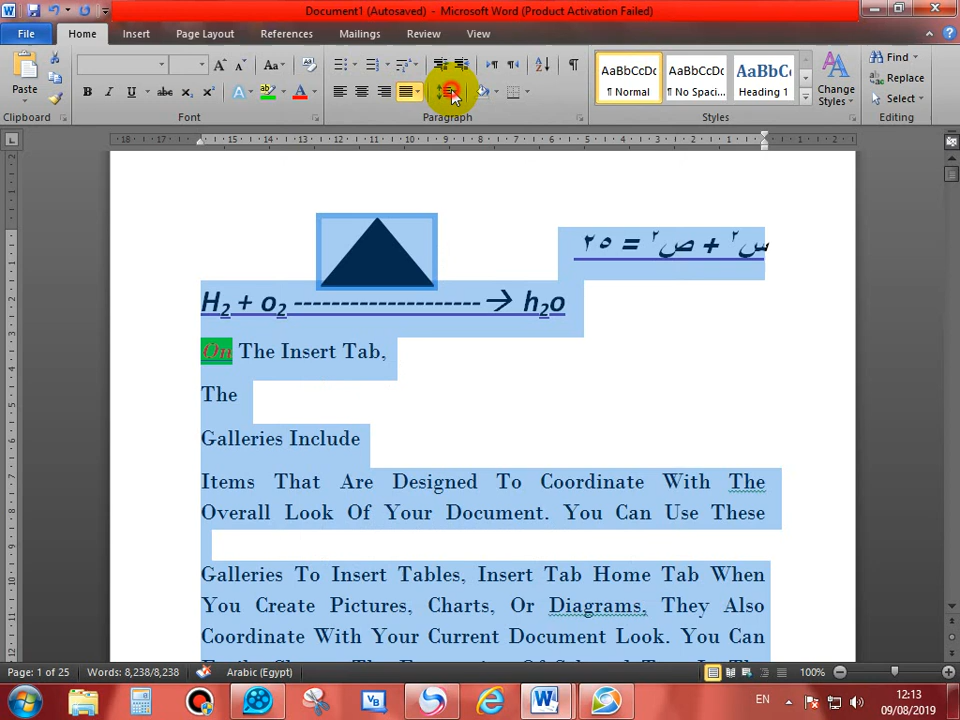 Document1 (Autosaved) - Microsoft Word (Product Activation Failed)
File Home Insert Page Layout References Mailings Review View
Paste
Clipboard Font Paragraph Styles Editing
AaBbCcDc AaBbCcDc AaBbCc
¶ Normal ¶ No Spaci... Heading 1
Change Styles
Find
Replace
Select
س٢ + ص٢ = ٢٥
H2 + o2 --------------------→ h2o
The Insert Tab,
The
Galleries Include
Items That Are Designed To Coordinate With The
Overall Look Of Your Document. You Can Use These
Galleries To Insert Tables, Insert Tab Home Tab When
You Create Pictures, Charts, Or Diagrams, They Also
Coordinate With Your Current Document Look. You Can
Page: 1 of 25 Words: 8,238/8,238 Arabic (Egypt) 100%
EN
12:13
09/08/2019